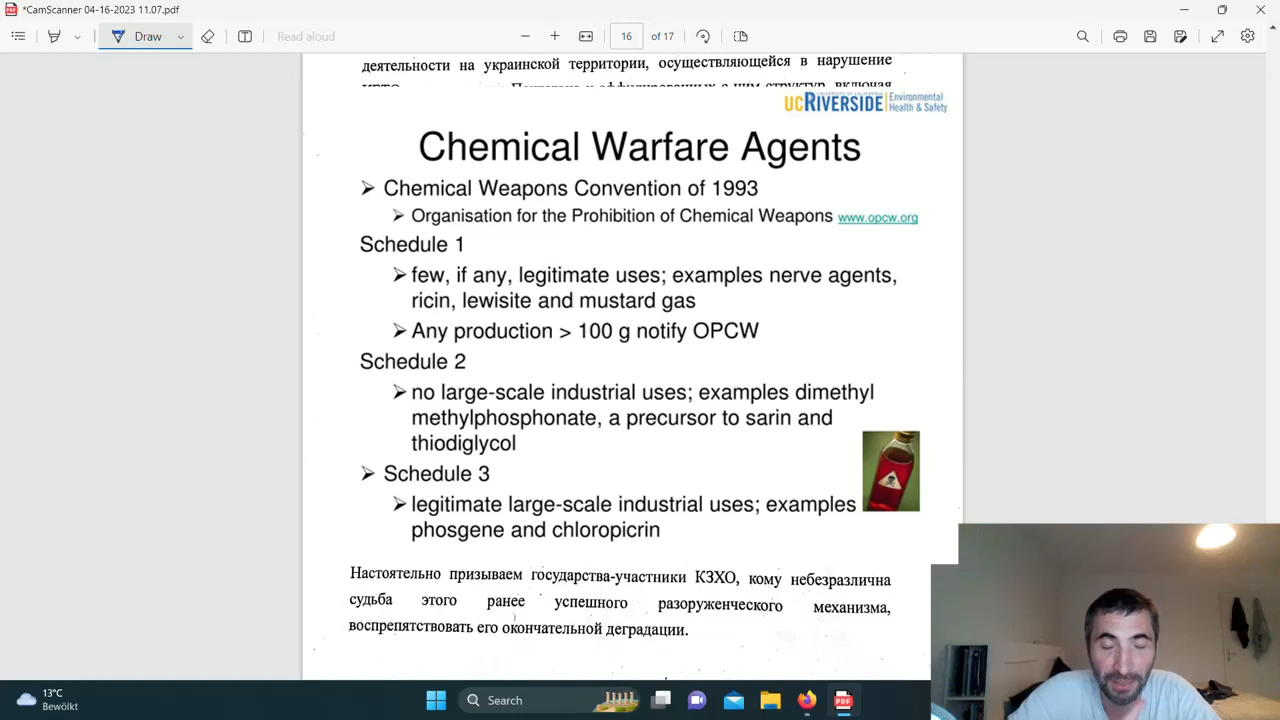 *CamScanner 04-16-2023 11.07.pdf
Draw
Read aloud
16 of 17
деятельности на украинской территории, осуществляющейся в нарушение
UCRIVERSIDE Environmental
Health & Safety
Chemical Warfare Agents
➢ Chemical Weapons Convention of 1993
➢ Organisation for the Prohibition of Chemical Weapons www.opcw.org
Schedule 1
➢ few, if any, legitimate uses; examples nerve agents,
ricin, lewisite and mustard gas
➢ Any production > 100 g notify OPCW
Schedule 2
➢ no large-scale industrial uses; examples dimethyl
methylphosphonate, a precursor to sarin and
thiodiglycol
➢ Schedule 3
➢ legitimate large-scale industrial uses; examples
phosgene and chloropicrin
Настоятельно призываем государства-участники КЗХО, кому небезразлична
судьба этого ранее успешного разоруженческого механизма,
воспрепятствовать его окончательной деградации.
13°C
Bewölkt
Search